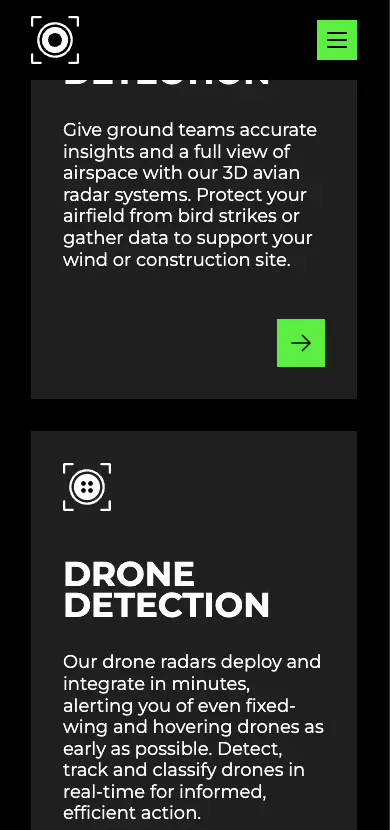 DETECTION
Give ground teams accurate
insights and a full view of
airspace with our 3D avian
radar systems. Protect your
airfield from bird strikes or
gather data to support your
wind or construction site.
DRONE
DETECTION
Our drone radars deploy and
integrate in minutes,
alerting you of even fixed-
wing and hovering drones as
early as possible. Detect,
track and classify drones in
real-time for informed,
efficient action.